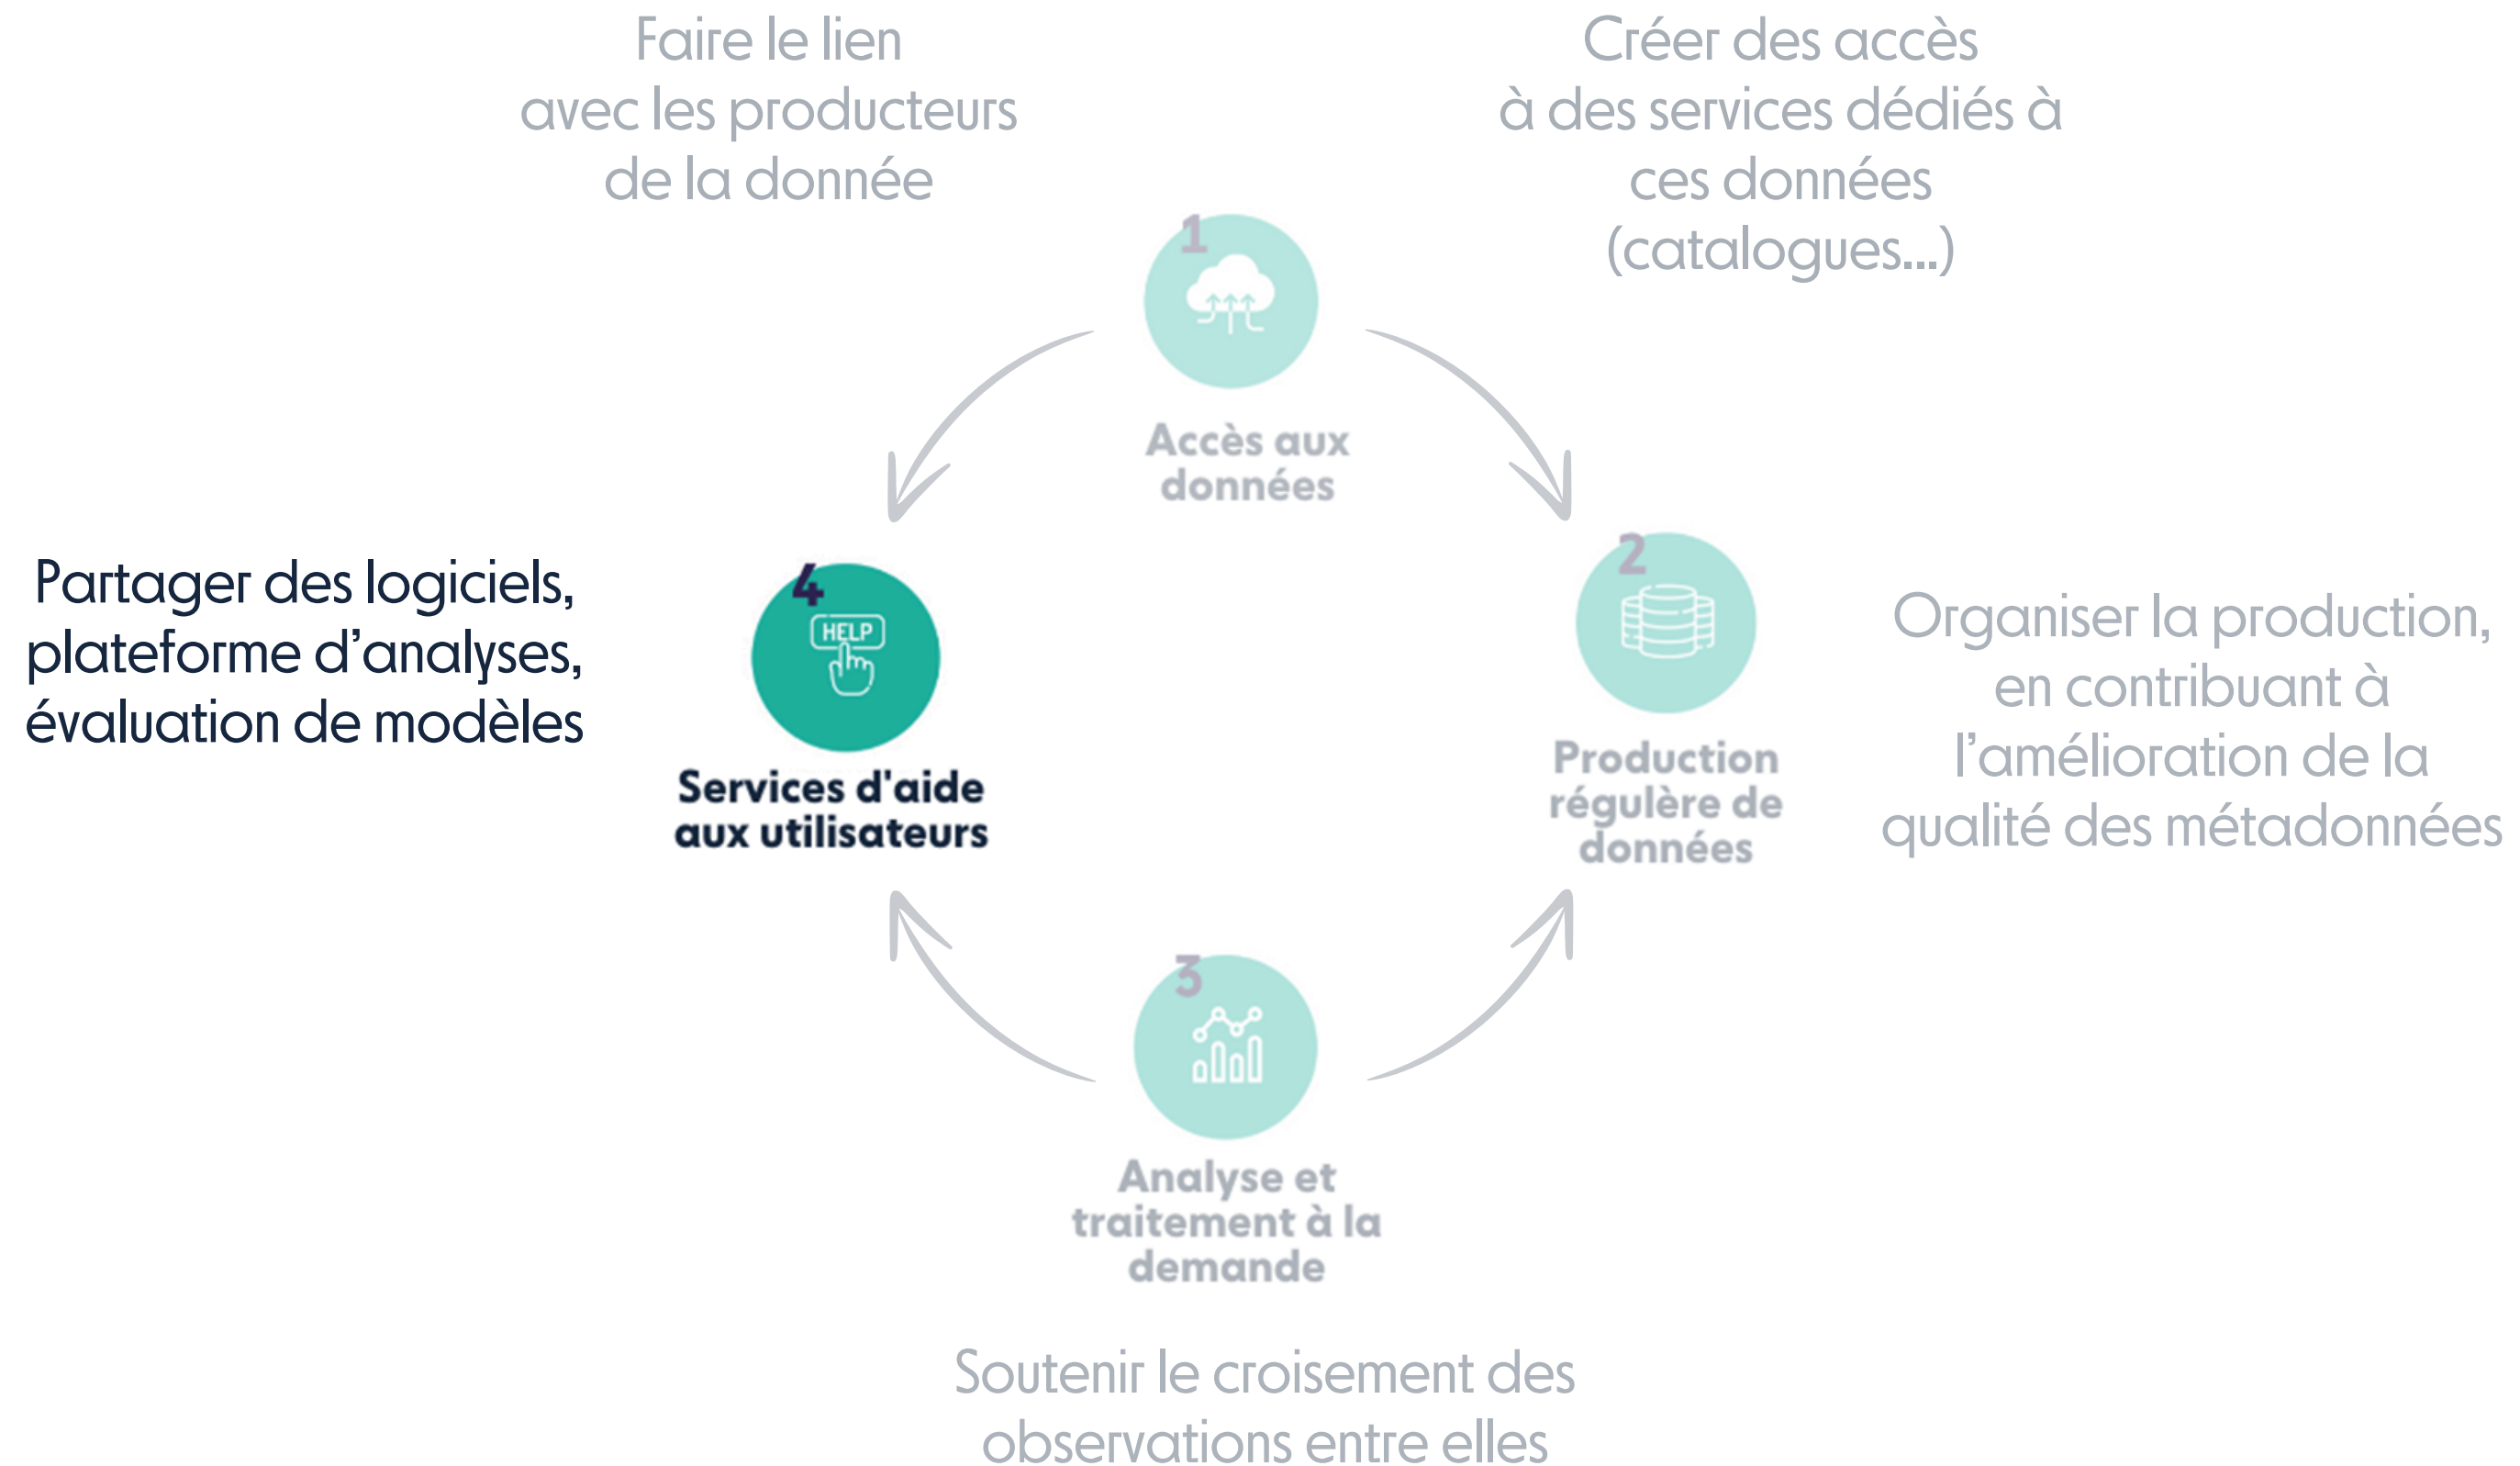 Faire le lien
avec les producteurs
de la donnée
Créer des accès
à des services dédiés à
ces données
(catalogues...)
1
Accès aux
données
Partager des logiciels,
plateforme d'analyses,
évaluation de modèles
4
HELP
Services d'aide
aux utilisateurs
2
Production
régulère de
données
Organiser la production,
en contribuant à
l'amélioration de la
qualité des métadonnées
3
Analyse et
traitement à la
demande
Soutenir le croisement des
observations entre elles